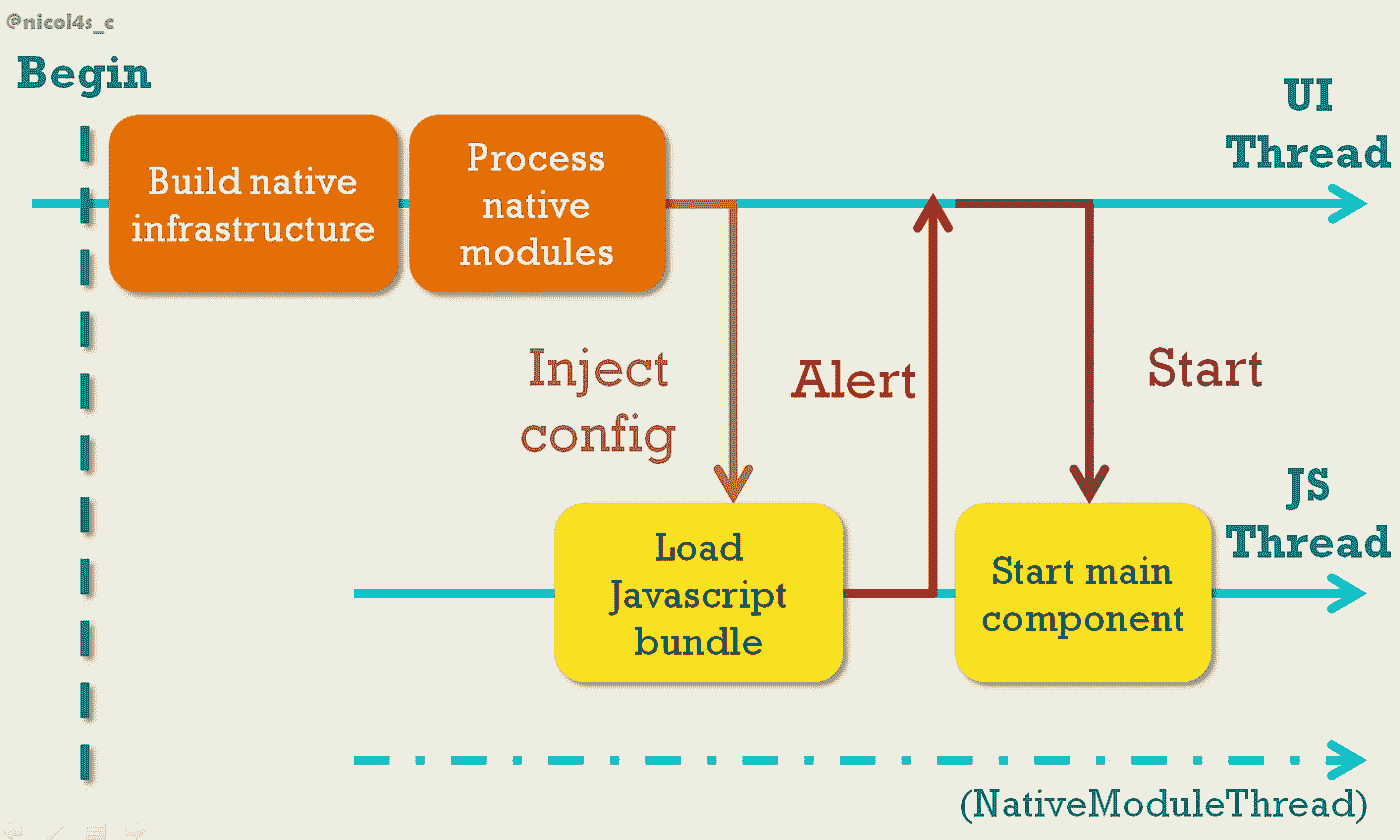 @nicol4s_c
Begin
UI
Thread
Build native
infrastructure
Process
native
modules
Inject
config
Alert
Start
JS
Thread
Load
Javascript
bundle
Start main
component
(NativeModuleThread)